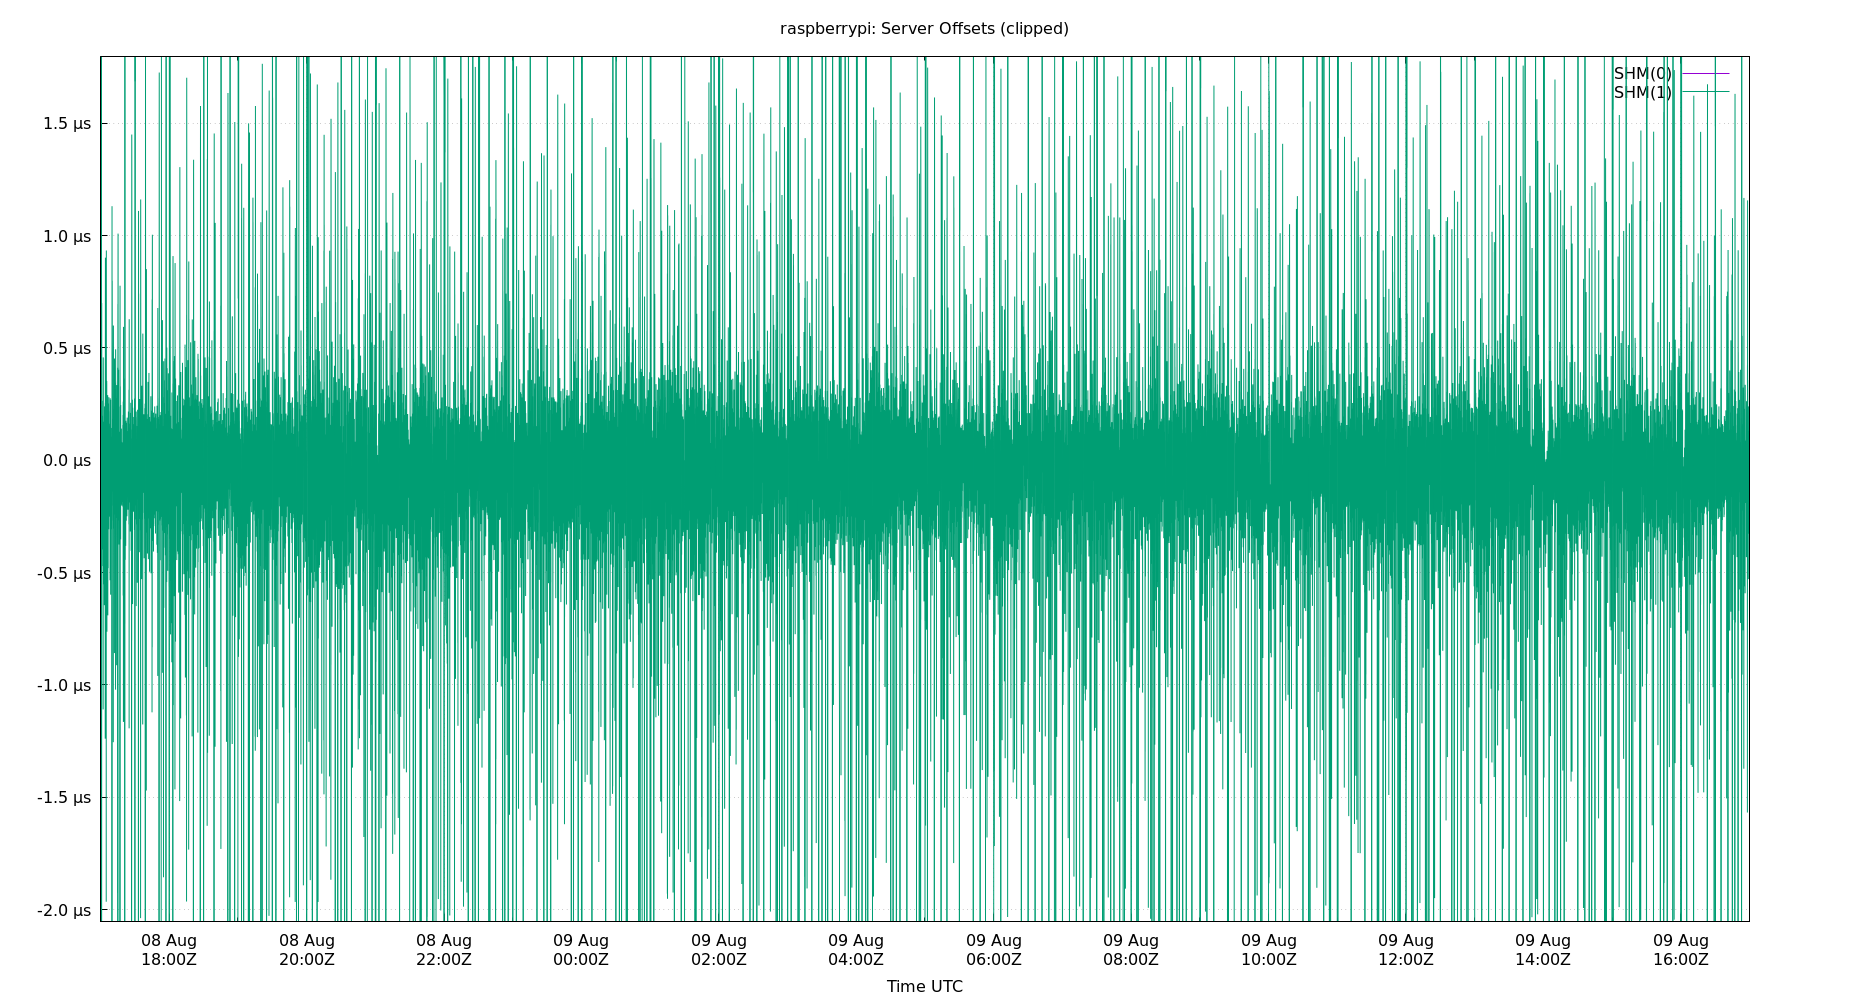 raspberrypi: Server Offsets (clipped)
SHM(0)
SHM(1)
1.5 µs
1.0 µs
0.5 µs
0.0 µs
-0.5 µs
-1.0 µs
-1.5 µs
-2.0 µs
08 Aug 08 Aug 08 Aug 09 Aug 09 Aug 09 Aug 09 Aug 09 Aug 09 Aug 09 Aug 09 Aug 09 Aug
18:00Z 20:00Z 22:00Z 00:00Z 02:00Z 04:00Z 06:00Z 08:00Z 10:00Z 12:00Z 14:00Z 16:00Z
Time UTC